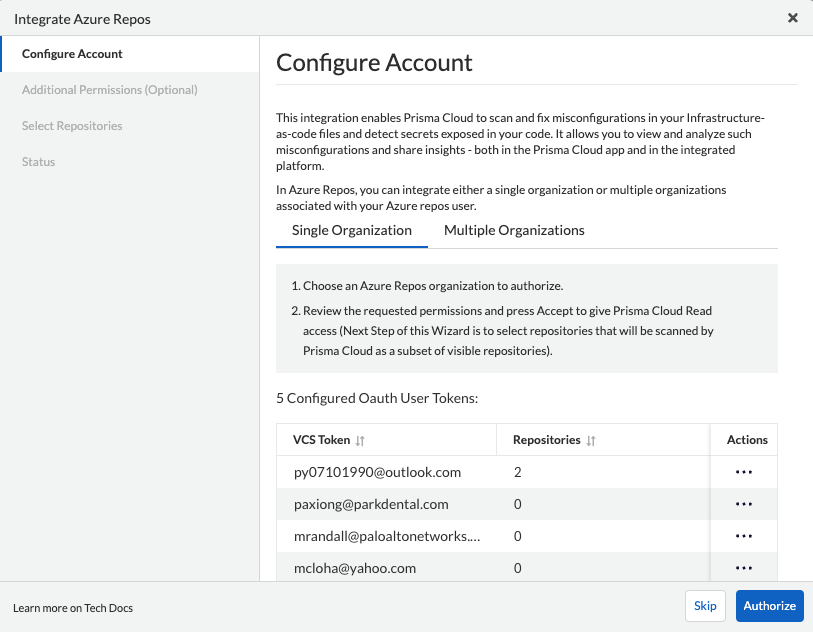 Integrate Azure Repos
Configure Account
Additional Permissions (Optional)
Select Repositories
Status
Configure Account
This integration enables Prisma Cloud to scan and fix misconfigurations in your Infrastructure-
as-code files and detect secrets exposed in your code. It allows you to view and analyze such
misconfigurations and share insights - both in the Prisma Cloud app and in the integrated
platform.
In Azure Repos, you can integrate either a single organization or multiple organizations
associated with your Azure repos user.
Single Organization Multiple Organizations
1. Choose an Azure Repos organization to authorize.
2. Review the requested permissions and press Accept to give Prisma Cloud Read
access (Next Step of this Wizard is to select repositories that will be scanned by
Prisma Cloud as a subset of visible repositories).
5 Configured Oauth User Tokens:
VCS Token Repositories Actions
py07101990@outlook.com 2
paxiong@parkdental.com 0
mrandall@paloaltonetworks.... 0
mcloha@yahoo.com 0
Learn more on Tech Docs Skip Authorize